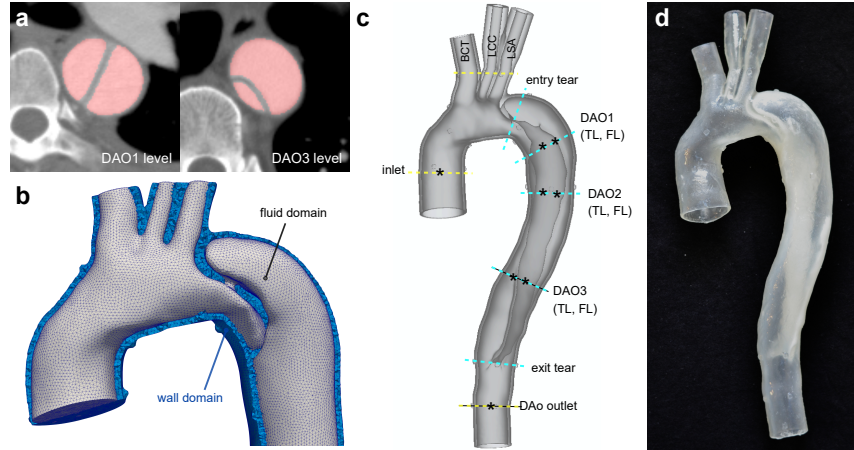 a
DAO1 level
DAO3 level
b
fluid domain
wall domain
c
BCT
LCC
LSA
entry tear
DAO1
(TL, FL)
inlet
DAO2
(TL, FL)
DAO3
(TL, FL)
exit tear
DAo outlet
d